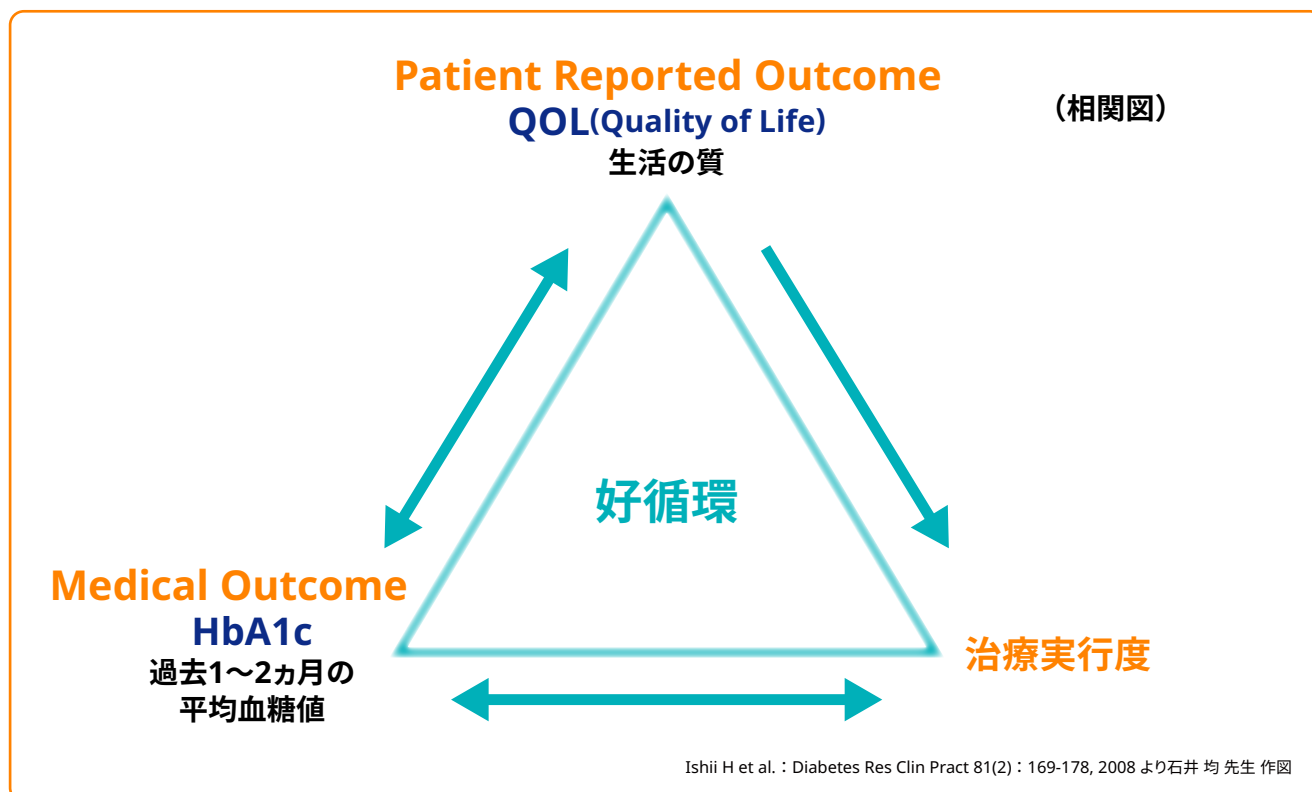 Patient Reported Outcome
QOL(Quality of Life)
生活の質
（相関図）
好循環
Medical Outcome
HbA1c
過去1～2ヵ月の
平均血糖値
治療実行度
Ishii H et al.：Diabetes Res Clin Pract 81(2)：169-178, 2008 より石井 均 先生 作図